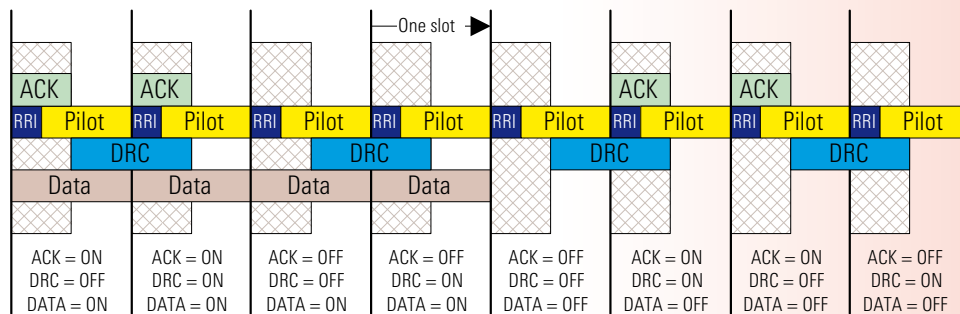 One slot
ACK ACK ACK ACK
RRI Pilot RRI Pilot RRI Pilot RRI Pilot RRI Pilot RRI Pilot RRI Pilot RRI Pilot
DRC DRC DRC DRC
Data Data Data Data
ACK = ON ACK = ON ACK = OFF ACK = OFF ACK = OFF ACK = ON ACK = ON ACK = OFF
DRC = OFF DRC = ON DRC = OFF DRC = ON DRC = OFF DRC = ON DRC = OFF DRC = ON
DATA = ON DATA = ON DATA = ON DATA = ON DATA = OFF DATA = OFF DATA = OFF DATA = OFF